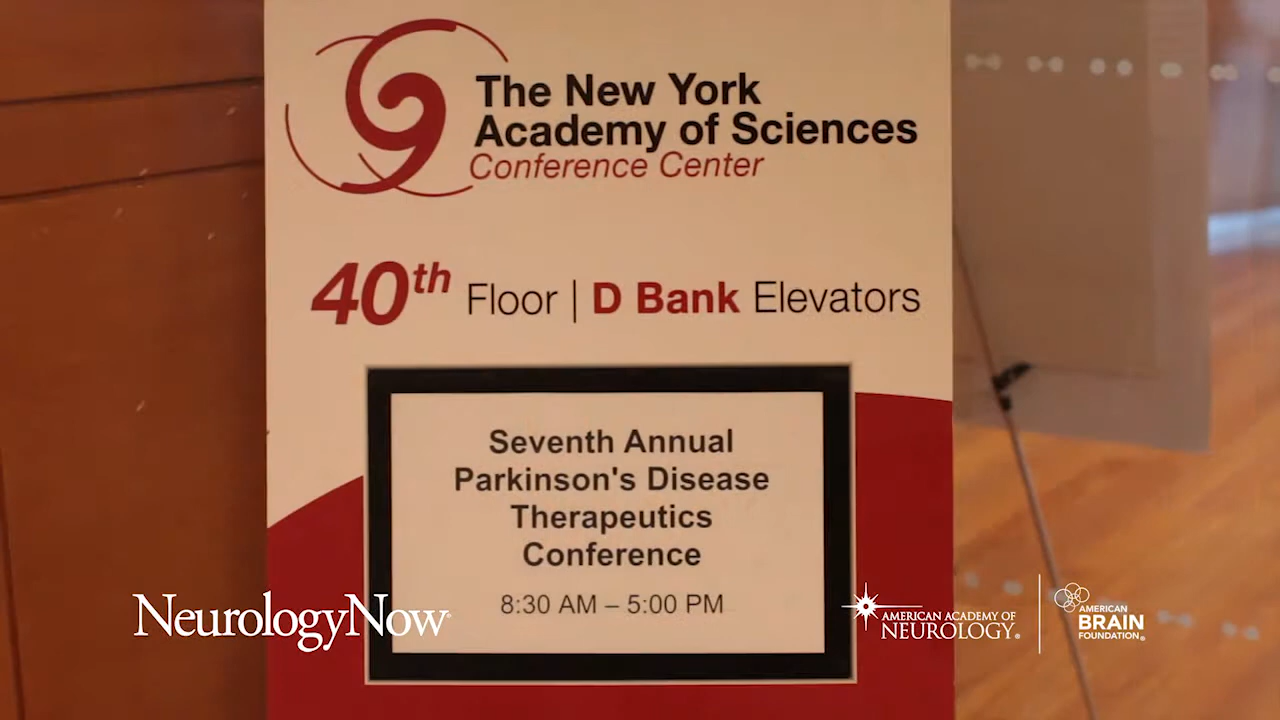 The New York
Academy of Sciences
Conference Center
40th Floor | D Bank Elevators
Seventh Annual
Parkinson's Disease
Therapeutics
Conference
8:30 AM – 5:00 PM
NeurologyNow®
AMERICAN ACADEMY OF
NEUROLOGY®
AMERICAN
BRAIN
FOUNDATION®